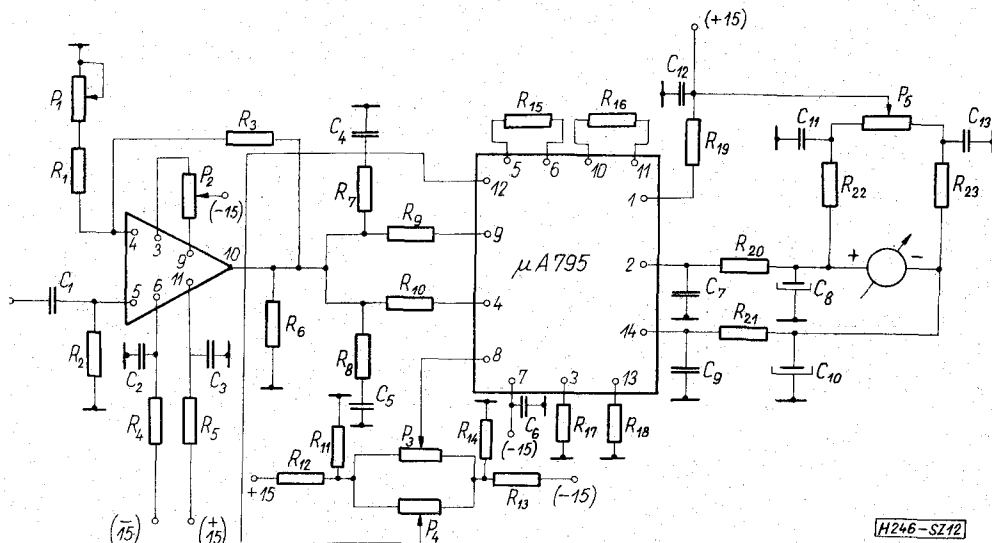 (+15)
C12
P5
C13
C11
R15
R16
P1
R3
C4
R19
R1
P2
R7
5
6
10
11
R22
R23
(-15)
12
1
4
3
R9
9
µA795
9
10
2
R20
+
-
C1
5
6
11
R10
4
C7
C8
R21
R2
R6
14
C2
C3
R8
8
C9
C10
C5
7
3
13
R4
R5
R11
P3
R14
C6
R17
R18
(-15)
R12
+15
R13
(-15)
P4
(-15)
(+15)
H246-SZ12